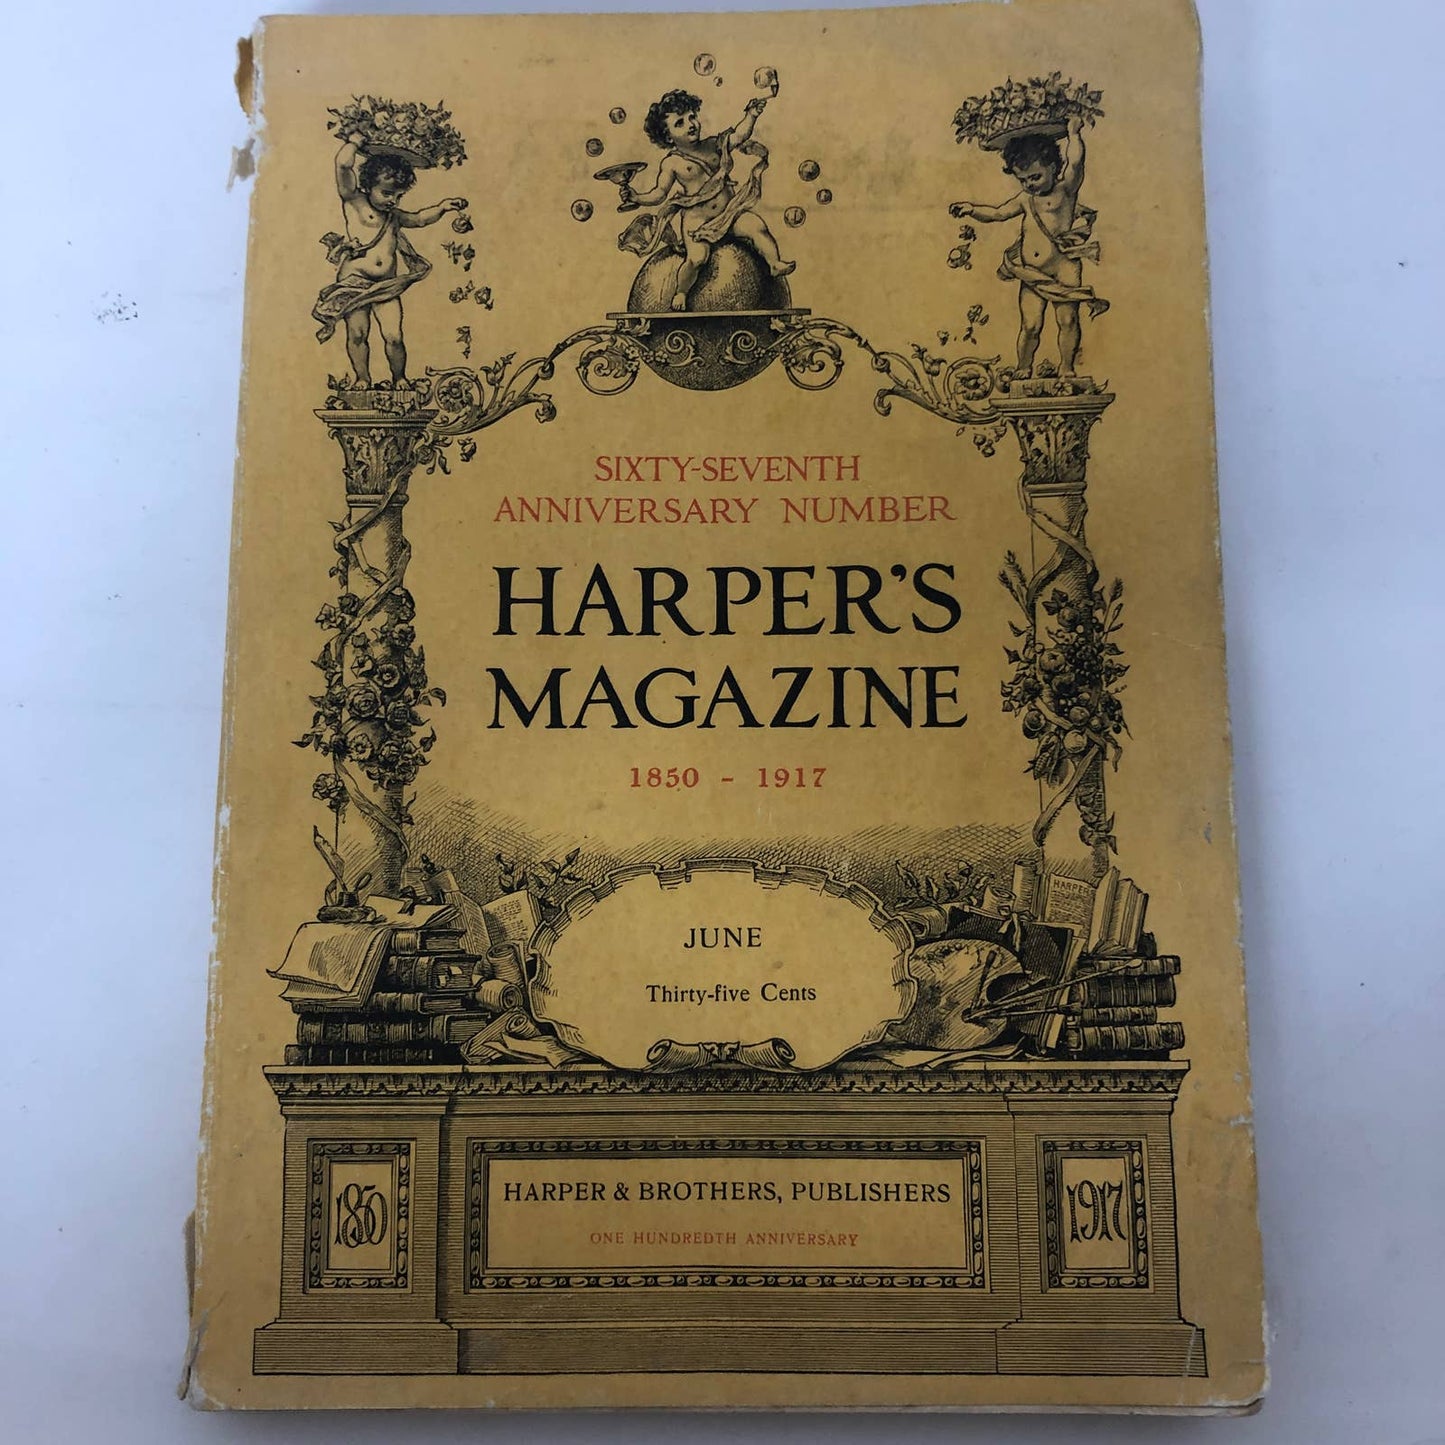 SIXTY-SEVENTH
ANNIVERSARY NUMBER
HARPER'S
MAGAZINE
1850 - 1917
HARPER
JUNE
Thirty-five Cents
1850
HARPER & BROTHERS, PUBLISHERS
1917
ONE HUNDREDTH ANNIVERSARY